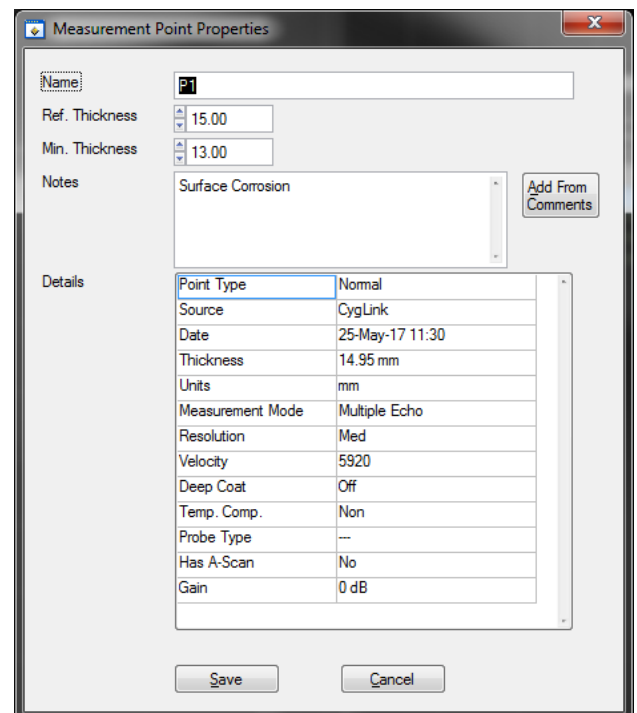 Measurement Point Properties
Name P1
Ref. Thickness 15.00
Min. Thickness 13.00
Notes Surface Corrosion Add From
Comments
Details Point Type Normal
Source CygLink
Date 25-May-17 11:30
Thickness 14.95 mm
Units mm
Measurement Mode Multiple Echo
Resolution Med
Velocity 5920
Deep Coat Off
Temp. Comp. Non
Probe Type ---
Has A-Scan No
Gain 0 dB
Save Cancel